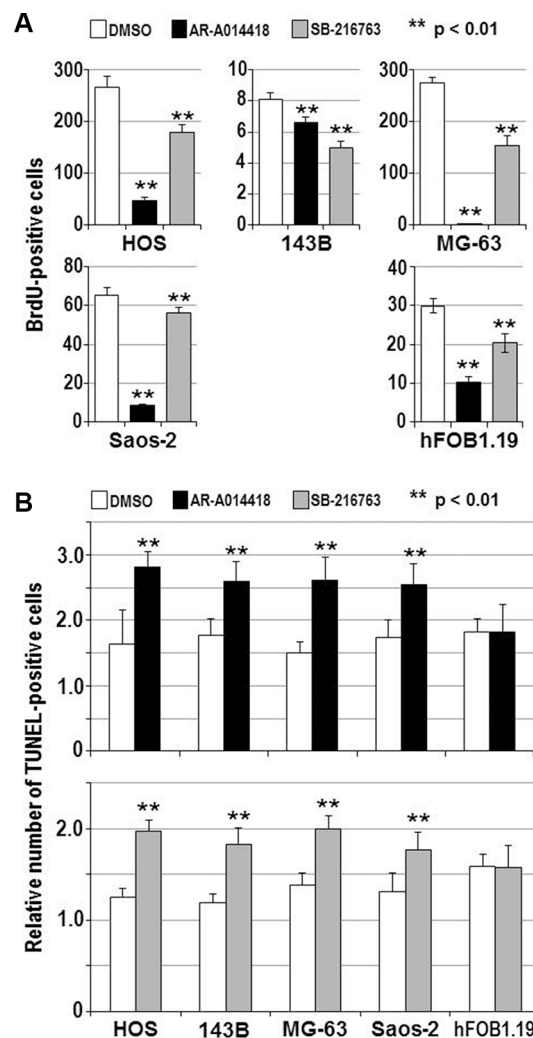 A
DMSO AR-A014418 SB-216763 ** p < 0.01
BrdU-positive cells
300
200
100
0
** **
HOS
10
8
6
4
2
0
** **
143B
300
200
100
0
** **
MG-63
80
60
40
20
0
** **
Saos-2
40
30
20
10
0
** **
hFOB1.19
B
DMSO AR-A014418 SB-216763 ** p < 0.01
Relative number of TUNEL-positive cells
3.0
2.0
1.0
0
** ** ** **
2.0
1.0
0
** ** ** **
HOS 143B MG-63 Saos-2 hFOB1.19